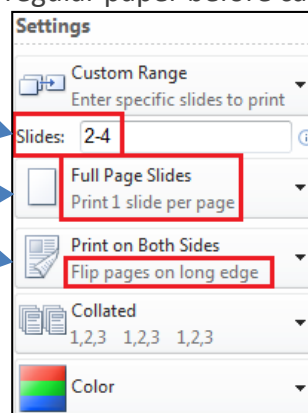 regular paper before
Settings
Custom Range
Enter specific slides to print
Slides: 2-4
Full Page Slides
Print 1 slide per page
Print on Both Sides
Flip pages on long edge
Collated
1,2,3 1,2,3 1,2,3
Color